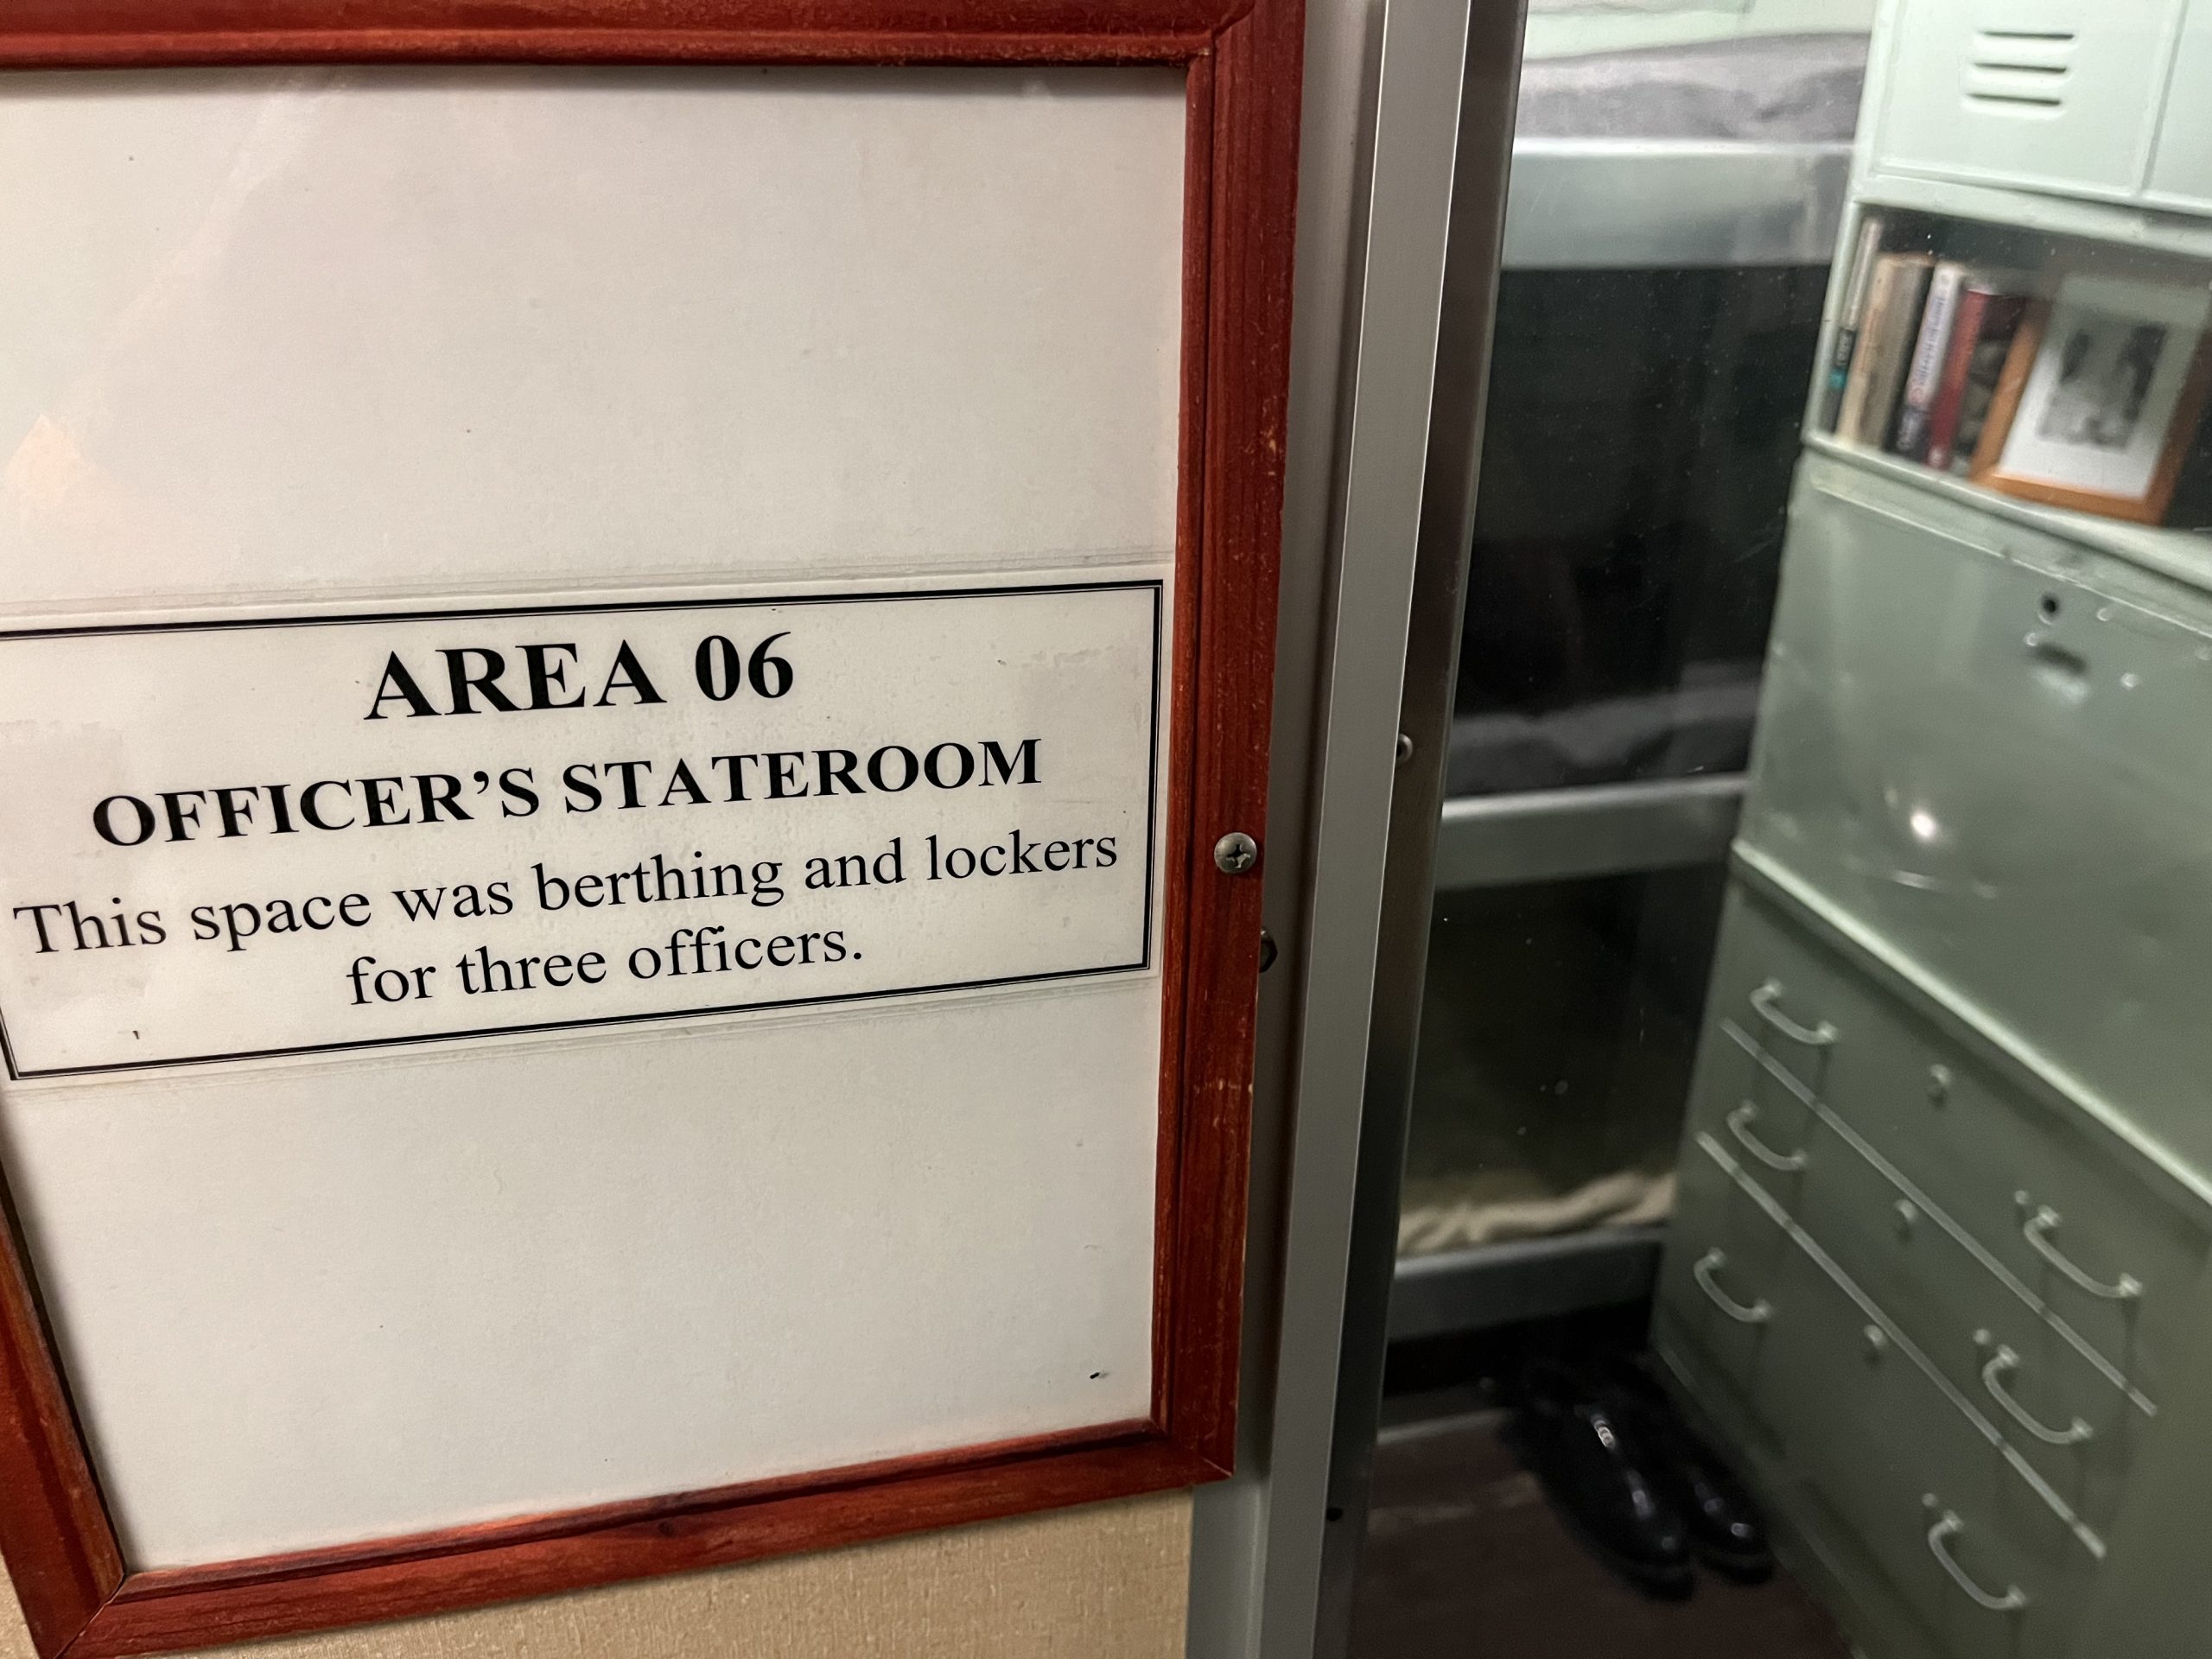 AREA 06
OFFICER’S STATEROOM
This space was berthing and lockers
for three officers.